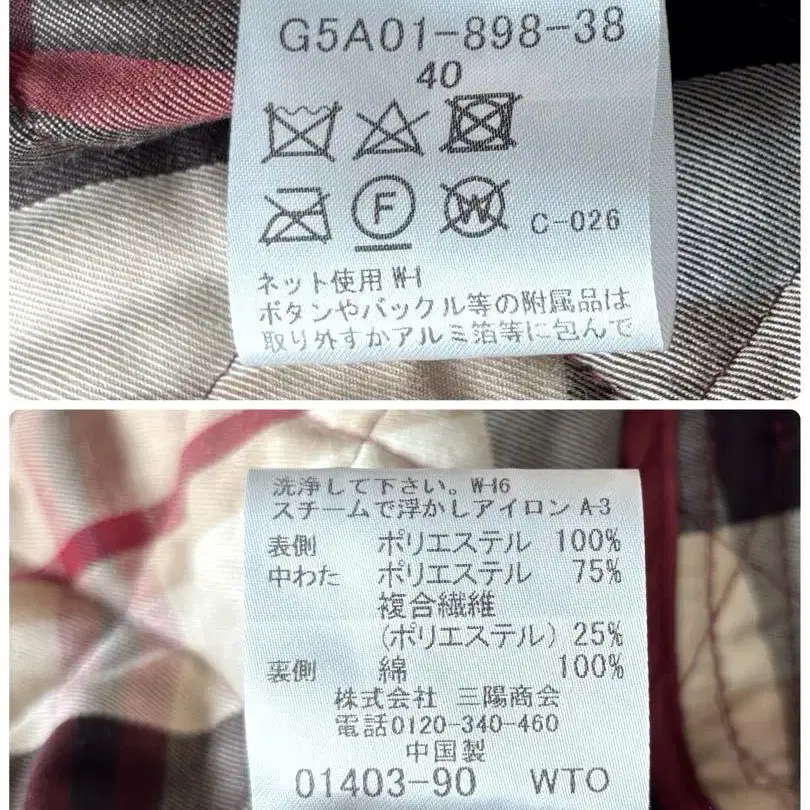 G5A01-898-38
40
F W C-026
ネット使用 W-1
ボタンやバックル等の附属品は
取り外すかアルミ箔等に包んで
洗浄して下さい。W-16
スチームで浮かしアイロン A-3
表側 ポリエステル 100%
中わた ポリエステル 75%
複合繊維
(ポリエステル) 25%
裏側 綿 100%
株式会社 三陽商会
電話0120-340-460
中国製
01403-90 WTO